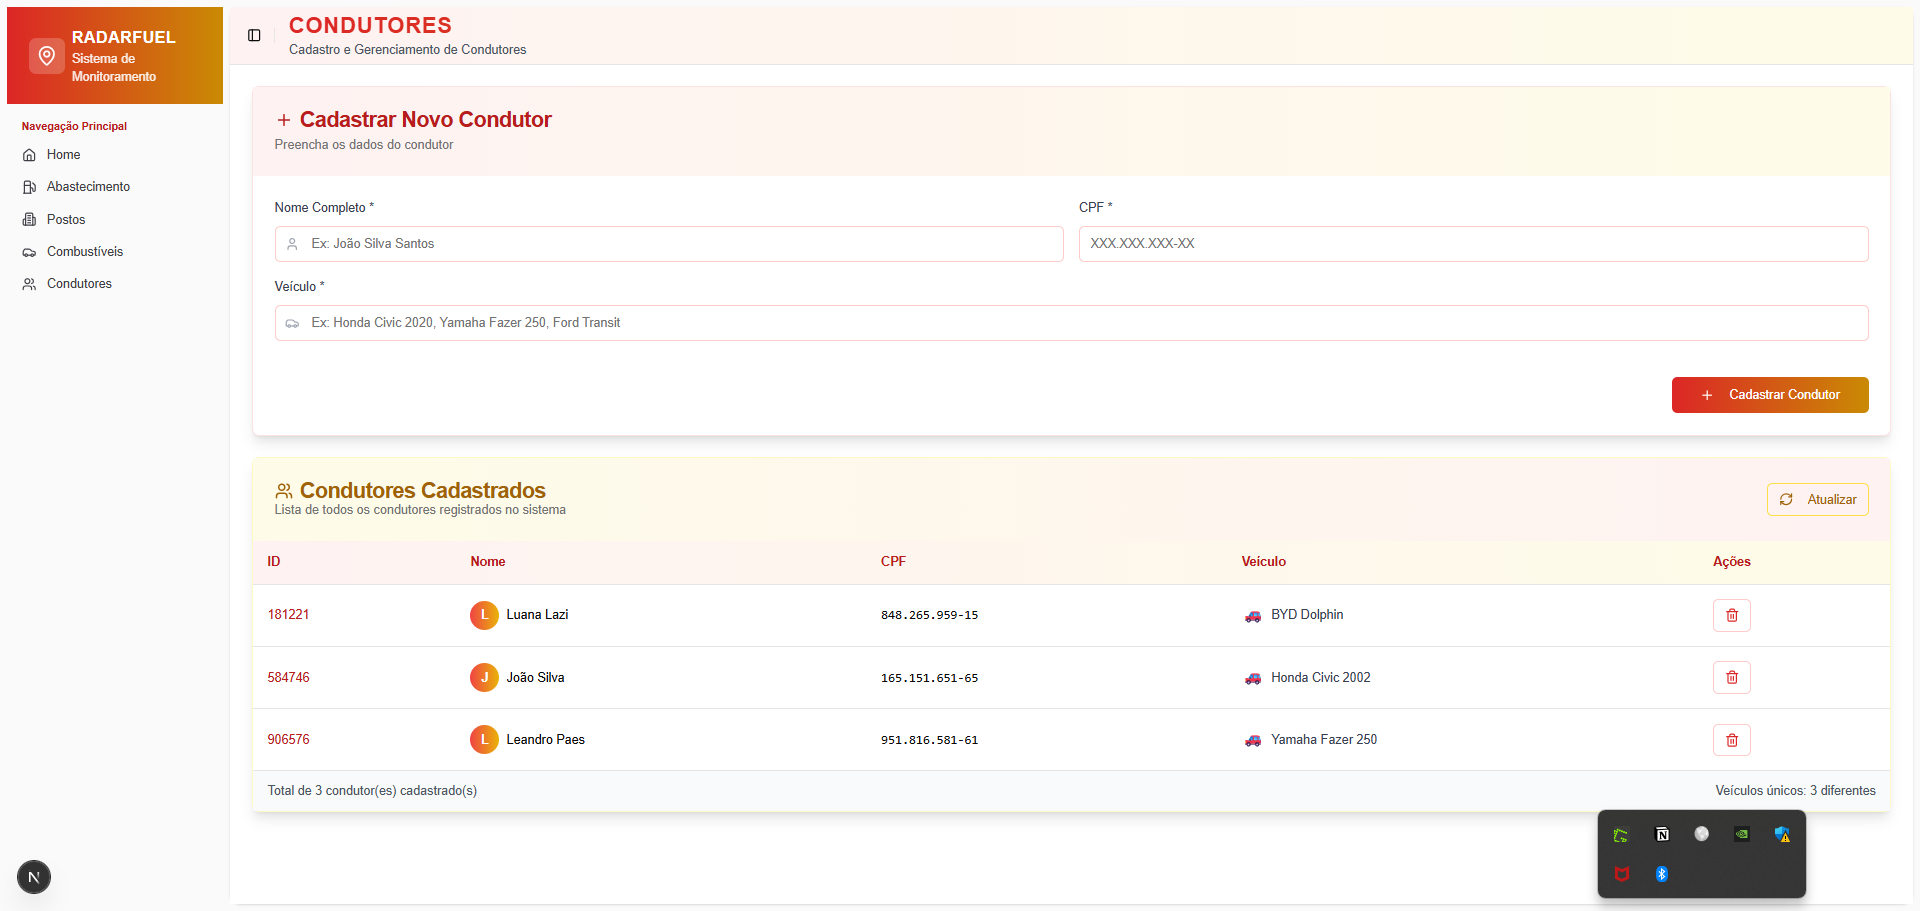 RADARFUEL
Sistema de
Monitoramento
Navegação Principal
Home
Abastecimento
Postos
Combustíveis
Condutores
CONDUTORES
Cadastro e Gerenciamento de Condutores
Cadastrar Novo Condutor
Preencha os dados do condutor
Nome Completo * CPF *
Ex: João Silva Santos XXX.XXX.XXX-XX
Veículo *
Ex: Honda Civic 2020, Yamaha Fazer 250, Ford Transit
Cadastrar Condutor
Condutores Cadastrados
Lista de todos os condutores registrados no sistema
Atualizar
ID Nome CPF Veículo Ações
181221 L Luana Lazi 848.265.959-15 BYD Dolphin
584746 J João Silva 165.151.651-65 Honda Civic 2002
906576 L Leandro Paes 951.816.581-61 Yamaha Fazer 250
Total de 3 condutor(es) cadastrado(s) Veículos únicos: 3 diferentes
N
N